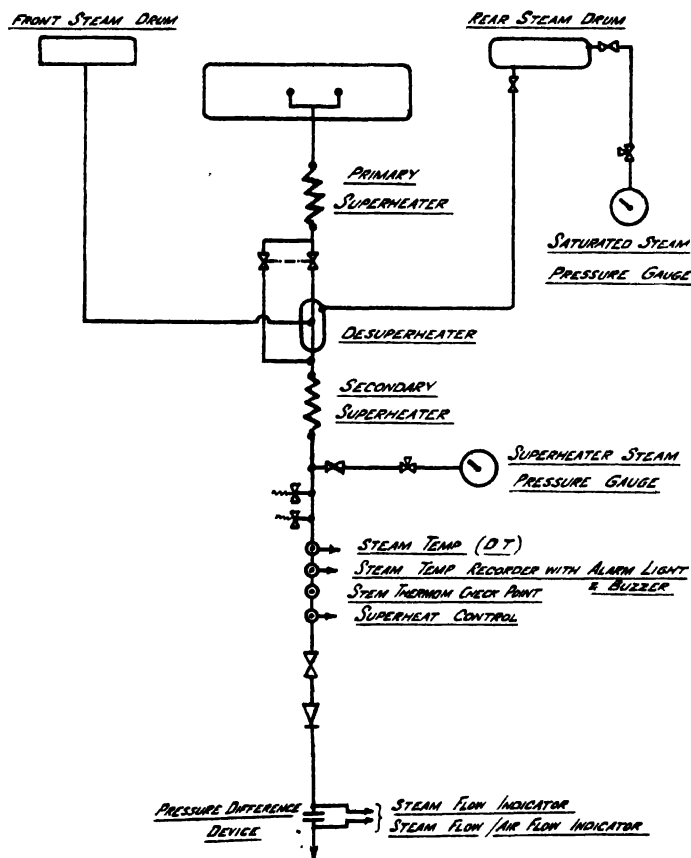 FRONT STEAM DRUM
REAR STEAM DRUM
PRIMARY
SUPERHEATER
SATURATED STEAM
PRESSURE GAUGE
DESUPERHEATER
SECONDARY
SUPERHEATER
SUPERHEATER STEAM
PRESSURE GAUGE
STEAM TEMP (DT)
STEAM TEMP RECORDER WITH ALARM LIGHT
& BUZZER
STEM THERMOM CHECK POINT
SUPERHEAT CONTROL
PRESSURE DIFFERENCE
DEVICE
STEAM FLOW INDICATOR
STEAM FLOW/AIR FLOW INDICATOR